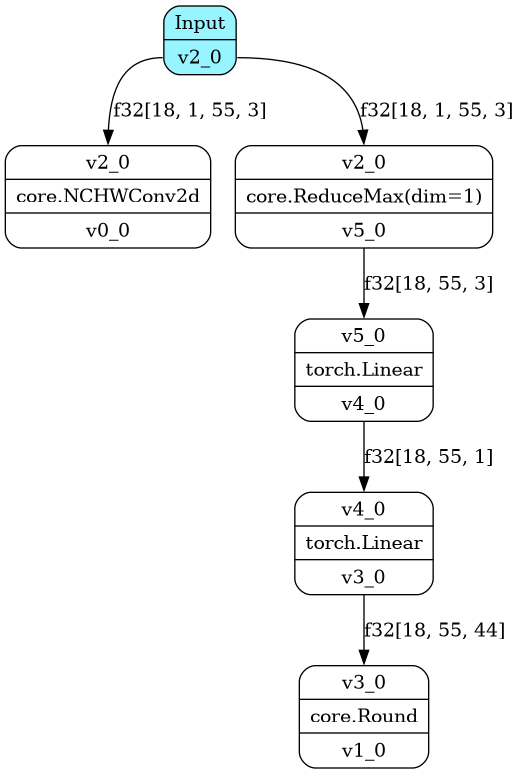 Input
v2_0
f32[18, 1, 55, 3]
f32[18, 1, 55, 3]
v2_0
core.NCHWConv2d
v0_0
v2_0
core.ReduceMax(dim=1)
v5_0
f32[18, 55, 3]
v5_0
torch.Linear
v4_0
f32[18, 55, 1]
v4_0
torch.Linear
v3_0
f32[18, 55, 44]
v3_0
core.Round
v1_0